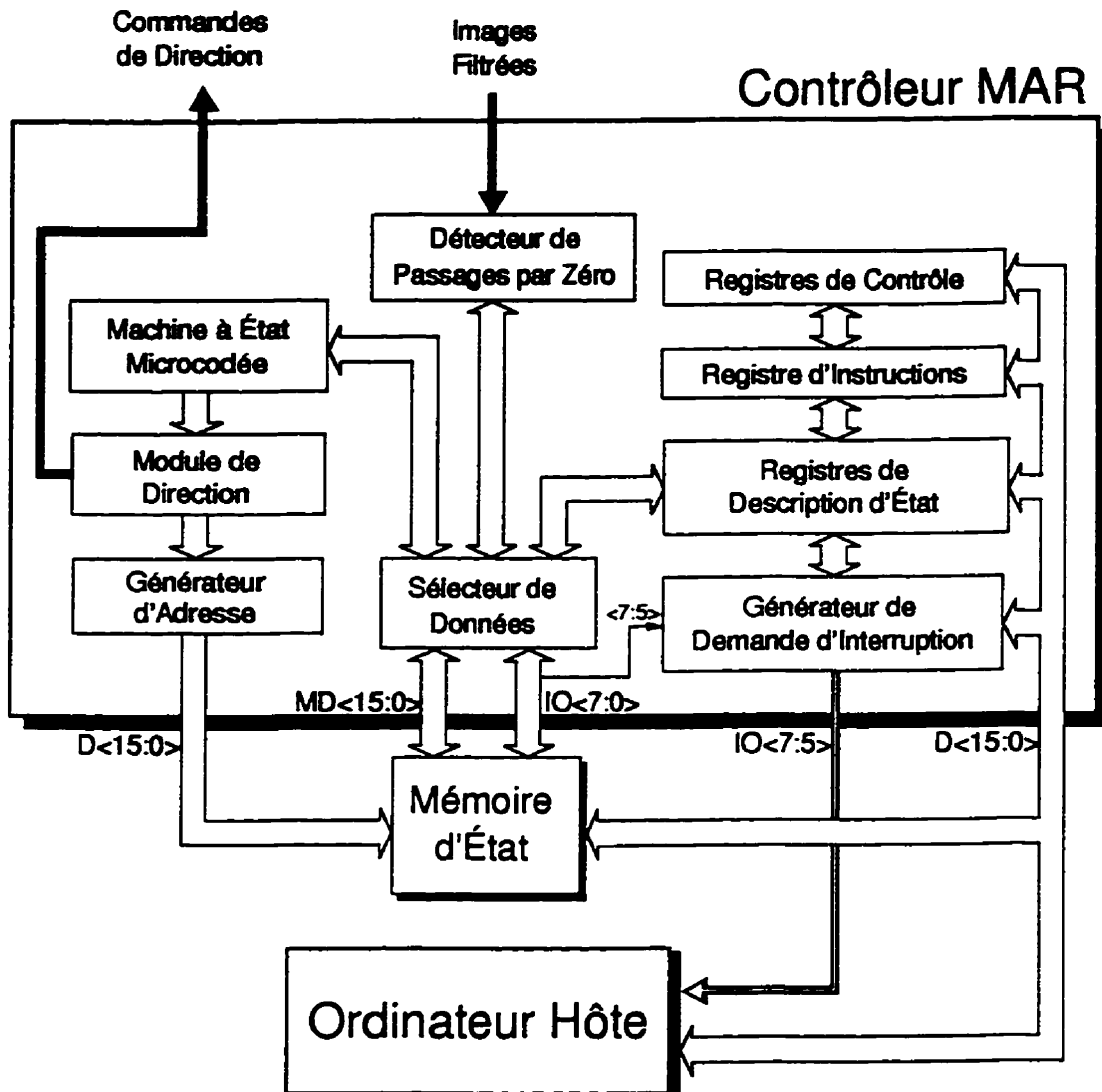 Commandes
de Direction
Images
Filtrées
Contrôleur MAR
Détecteur de
Passages par Zéro
Registres de Contrôle
Machine à État
Microcodée
Registre d'Instructions
Module de
Direction
Registres de
Description d'État
Générateur
d'Adresse
Sélecteur de
Données
<7:5>
Générateur de
Demande d'Interruption
MD<15:0>
IO<7:0>
D<15:0>
IO<7:5>
D<15:0>
Mémoire
d'État
Ordinateur Hôte